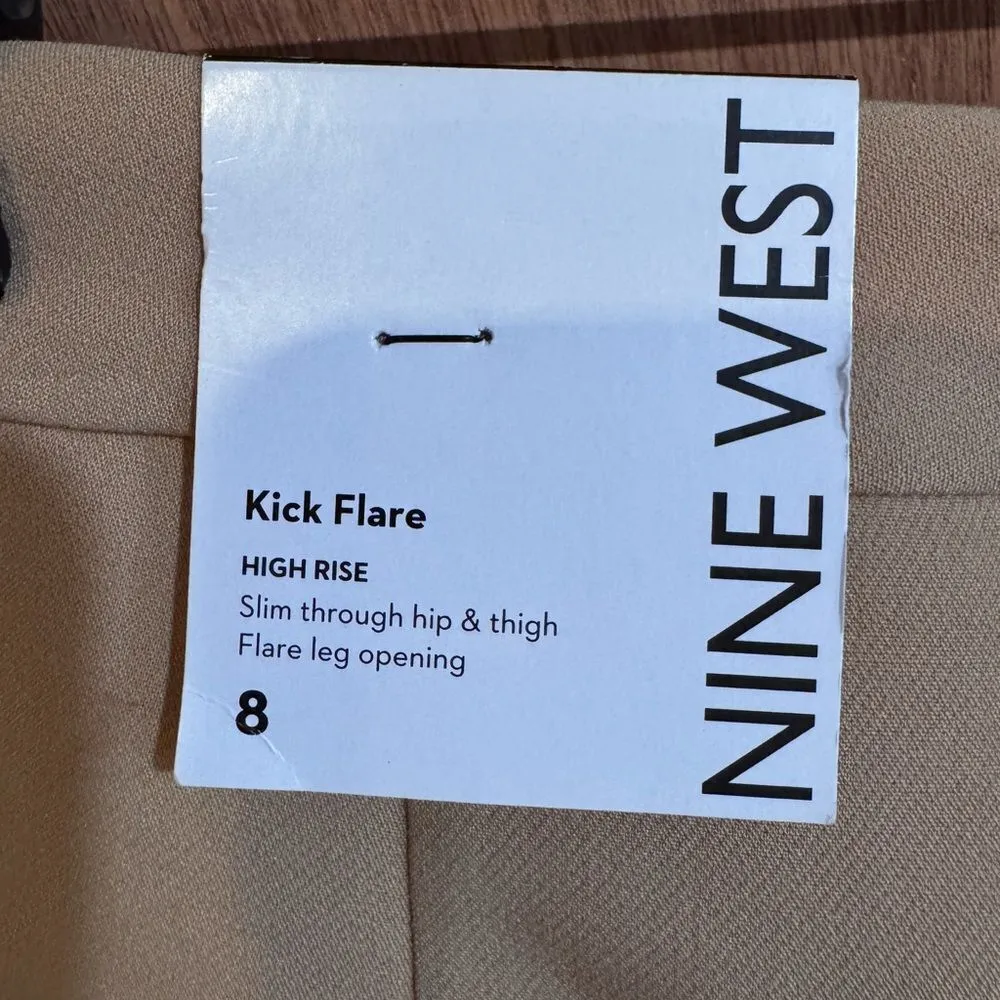 NINE WEST
Kick Flare
HIGH RISE
Slim through hip & thigh
Flare leg opening
8